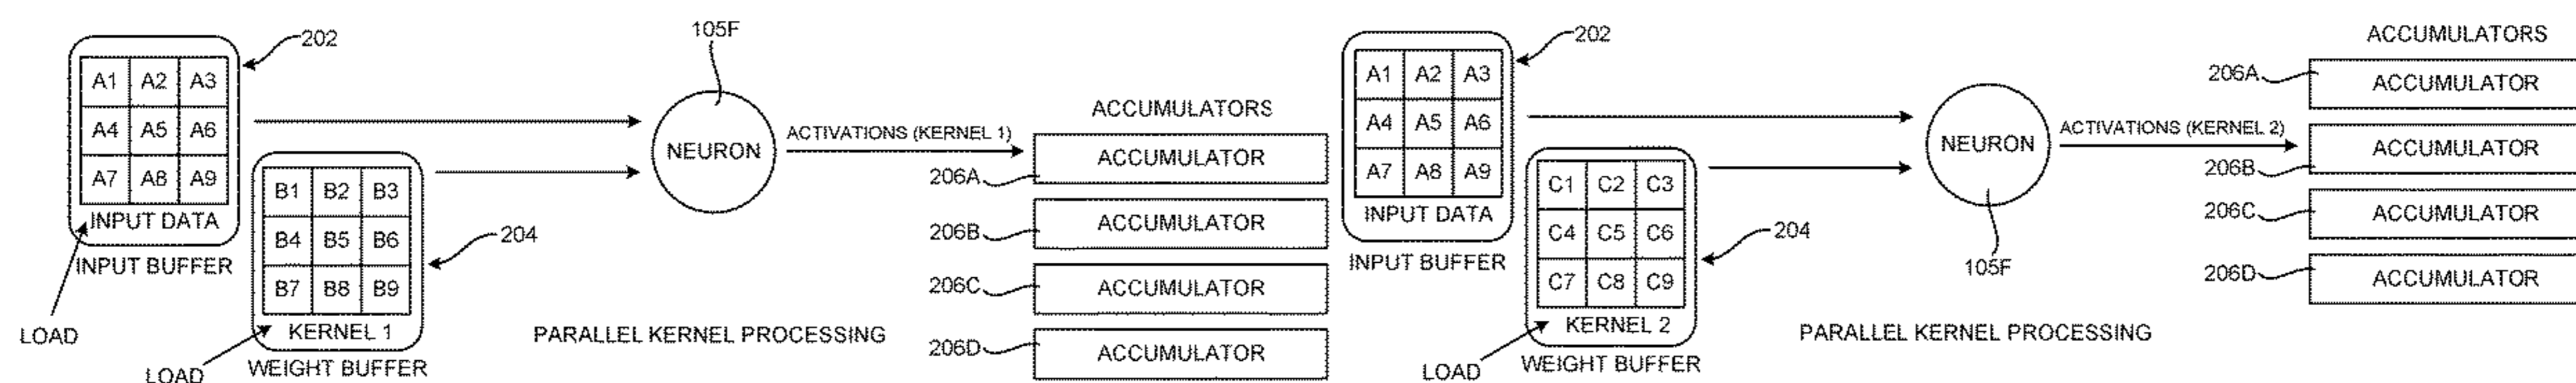 202
A1 A2 A3
A4 A5 A6
A7 A8 A9
INPUT DATA
INPUT BUFFER
LOAD
B1 B2 B3
B4 B5 B6
B7 B8 B9
KERNEL 1
WEIGHT BUFFER
204
LOAD
105F
NEURON
PARALLEL KERNEL PROCESSING
ACTIVATIONS (KERNEL 1)
ACCUMULATORS
206A
ACCUMULATOR
206B
ACCUMULATOR
206C
ACCUMULATOR
206D
ACCUMULATOR
202
A1 A2 A3
A4 A5 A6
A7 A8 A9
INPUT DATA
INPUT BUFFER
C1 C2 C3
C4 C5 C6
C7 C8 C9
KERNEL 2
WEIGHT BUFFER
204
LOAD
NEURON
105F
PARALLEL KERNEL PROCESSING
ACTIVATIONS (KERNEL 2)
ACCUMULATORS
206A
ACCUMULATOR
206B
ACCUMULATOR
206C
ACCUMULATOR
206D
ACCUMULATOR